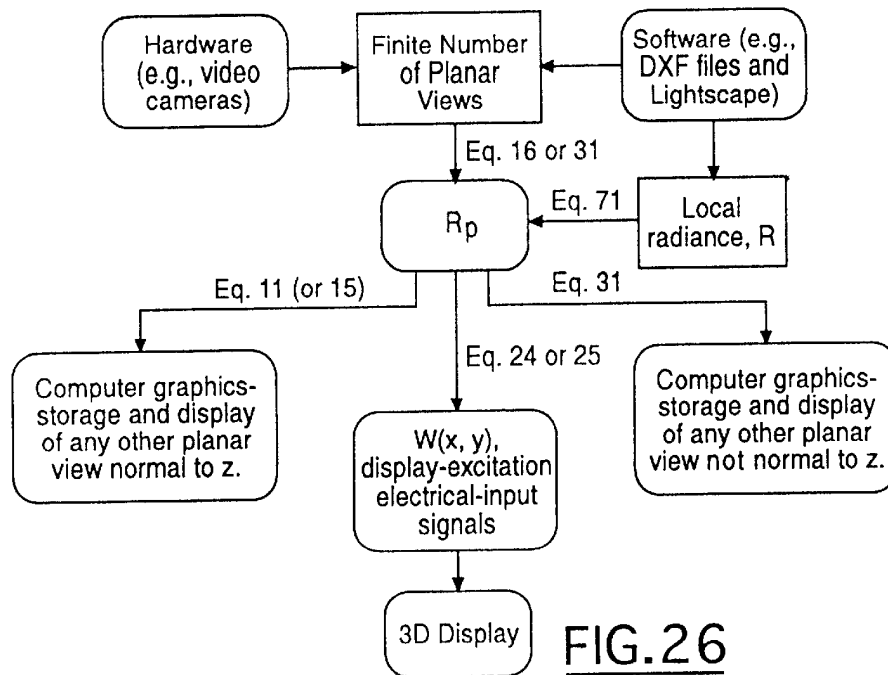 Hardware
(e.g., video
cameras)
Finite Number
of Planar
Views
Software (e.g.,
DXF files and
Lightscape)
Eq. 16 or 31
Rp
Eq. 71
Local
radiance, R
Eq. 11 (or 15)
Eq. 31
Eq. 24 or 25
Computer graphics-
storage and display
of any other planar
view normal to z.
W(x, y),
display-excitation
electrical-input
signals
Computer graphics-
storage and display
of any other planar
view not normal to z.
3D Display
FIG.26